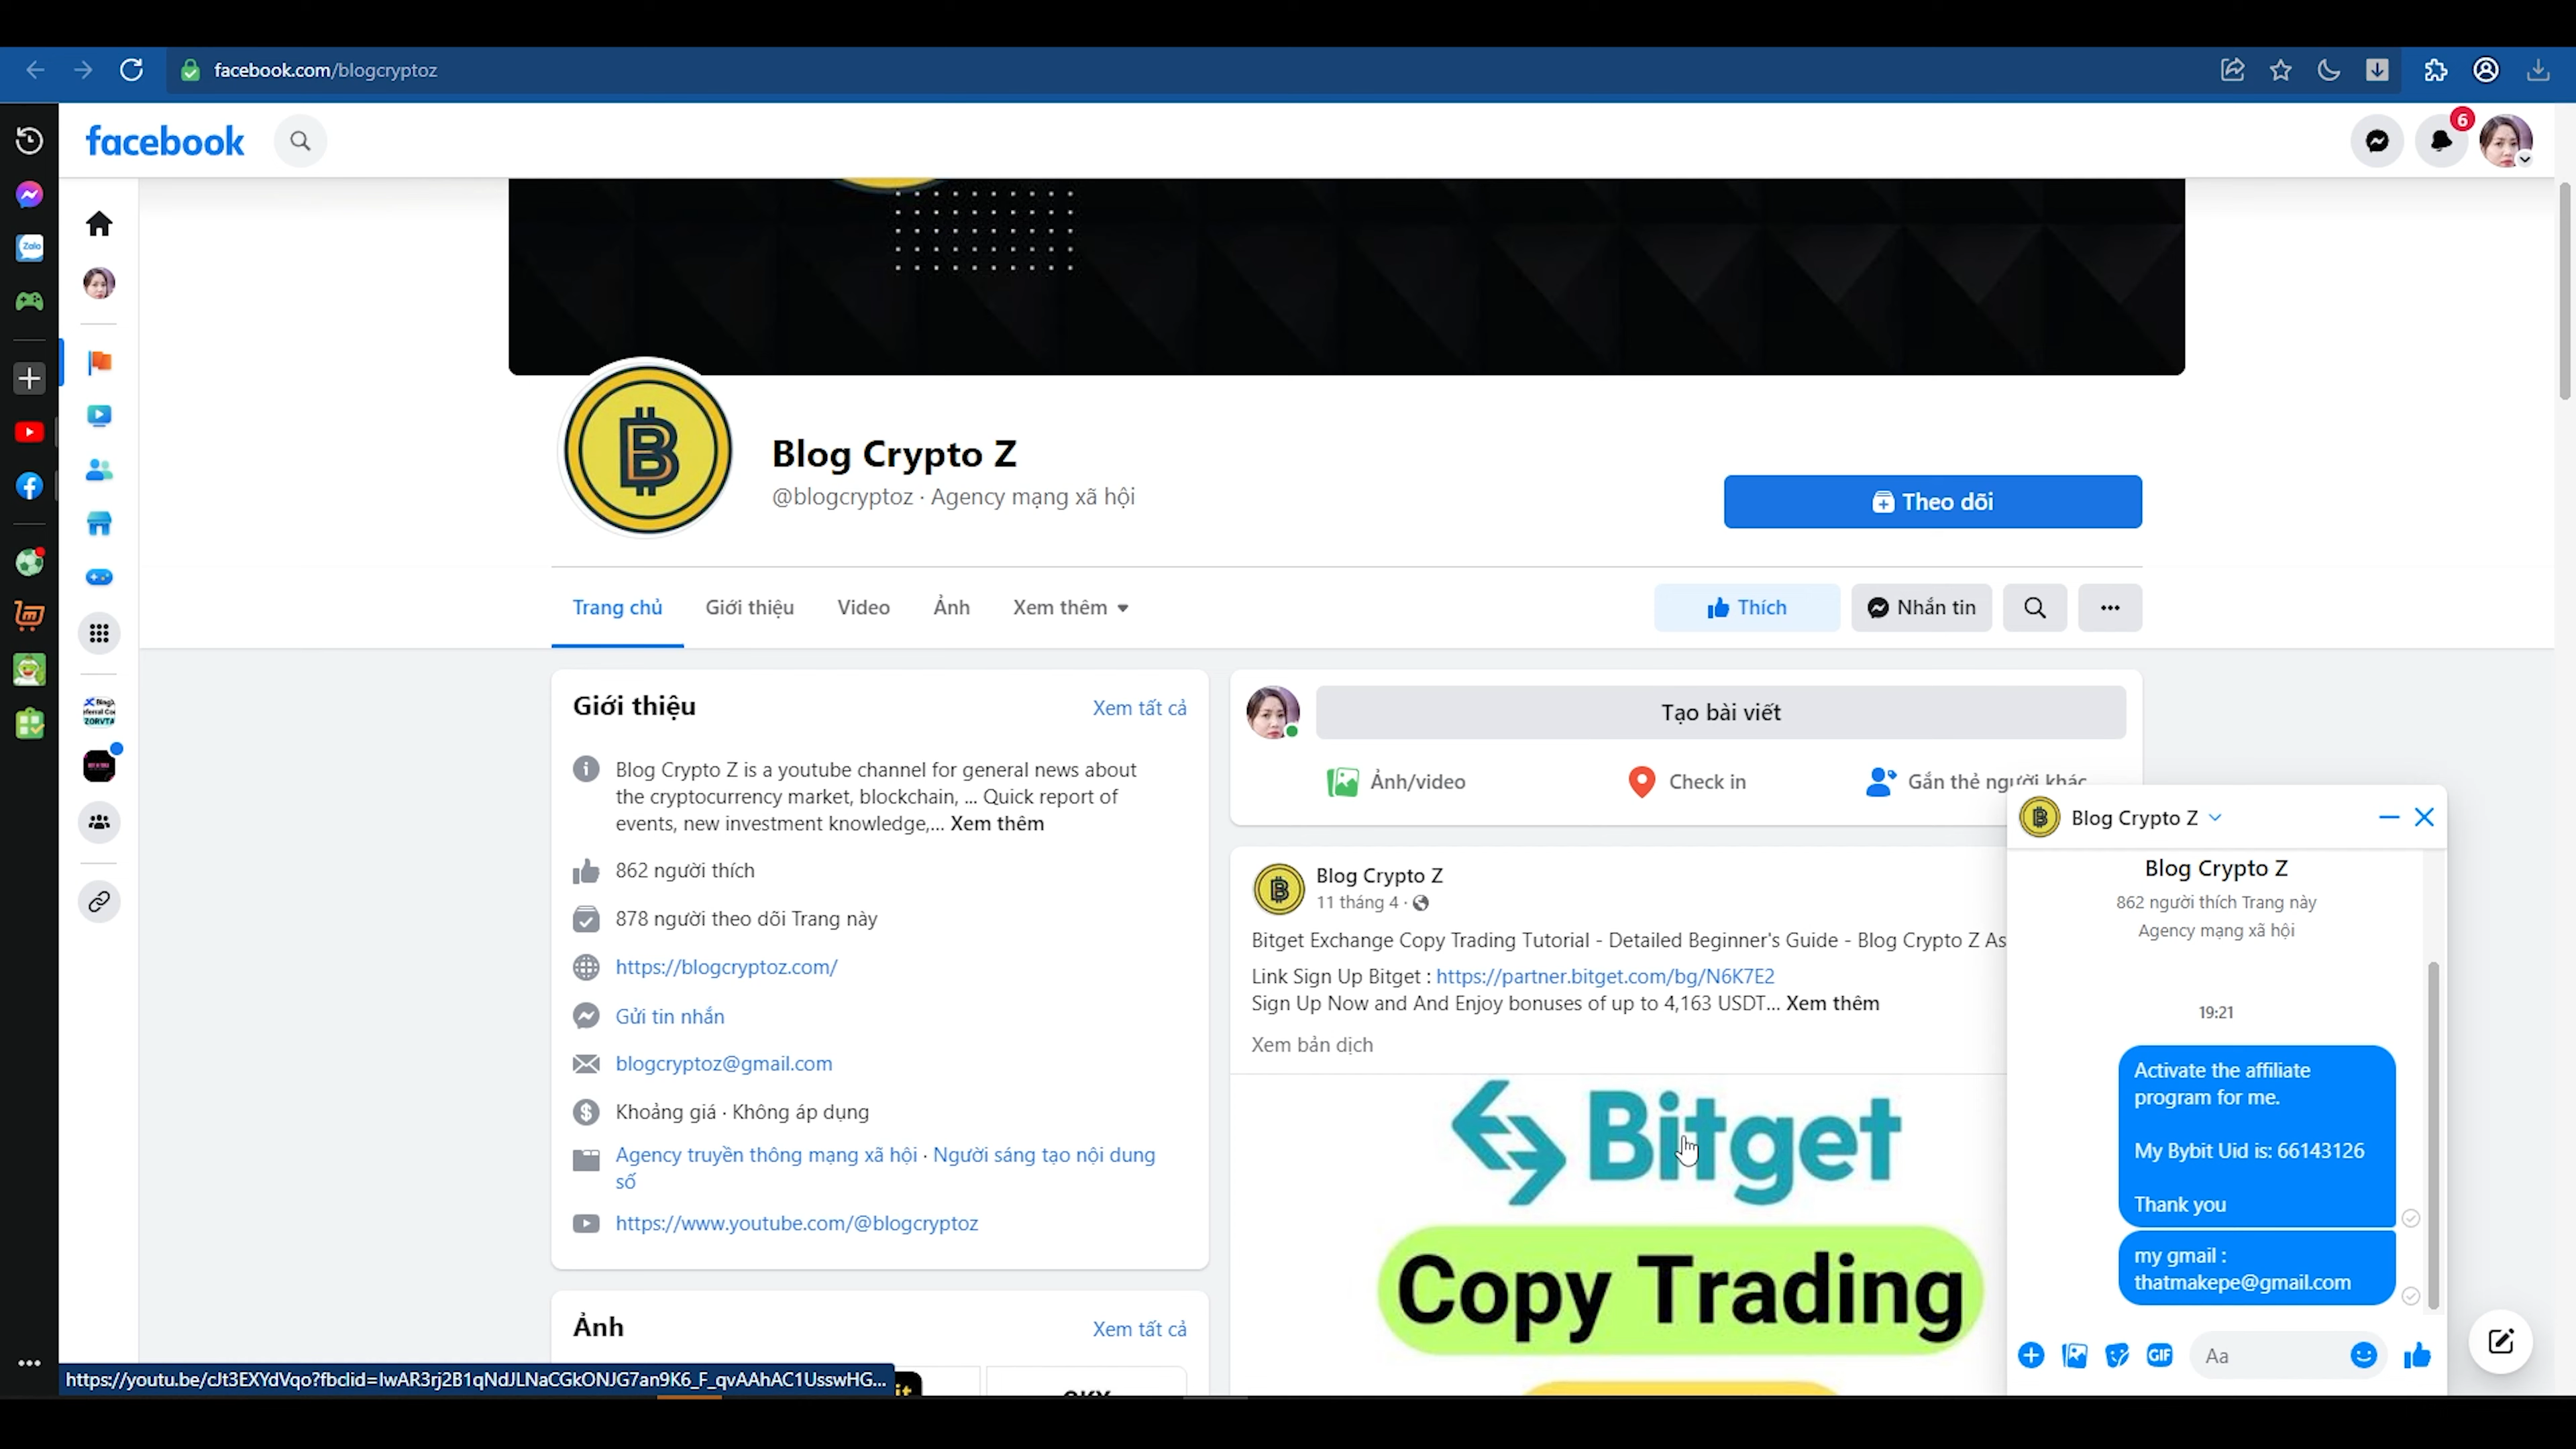 facebook.com/blogcryptoz
facebook
6
Zalo
BingX
ZORVTA
Blog Crypto Z
@blogcryptoz · Agency mạng xã hội
Theo dõi
Trang chủ
Giới thiệu
Video
Ảnh
Xem thêm
Thích
Nhắn tin
Giới thiệu
Xem tất cả
Blog Crypto Z is a youtube channel for general news about
the cryptocurrency market, blockchain, ... Quick report of
events, new investment knowledge,... Xem thêm
862 người thích
878 người theo dõi Trang này
https://blogcryptoz.com/
Gửi tin nhắn
blogcryptoz@gmail.com
Khoảng giá · Không áp dụng
Agency truyền thông mạng xã hội · Người sáng tạo nội dung
số
https://www.youtube.com/@blogcryptoz
Ảnh
Xem tất cả
https://youtu.be/cJt3EXYdVqo?fbclid=IwAR3rj2B1qNdJLNaCGkONJG7an9K6_F_qvAAhAC1UsswHG...
it
Tạo bài viết
Ảnh/video
Check in
Gắn thẻ người khác
Blog Crypto Z
11 tháng 4 ·
Bitget Exchange Copy Trading Tutorial - Detailed Beginner's Guide - Blog Crypto Z As
Link Sign Up Bitget : https://partner.bitget.com/bg/N6K7E2
Sign Up Now and And Enjoy bonuses of up to 4,163 USDT... Xem thêm
Xem bản dịch
Bitget
Copy Trading
Blog Crypto Z
Blog Crypto Z
862 người thích Trang này
Agency mạng xã hội
19:21
Activate the affiliate
program for me.
My Bybit Uid is: 66143126
Thank you
my gmail :
thatmakepe@gmail.com
GIF
Aa